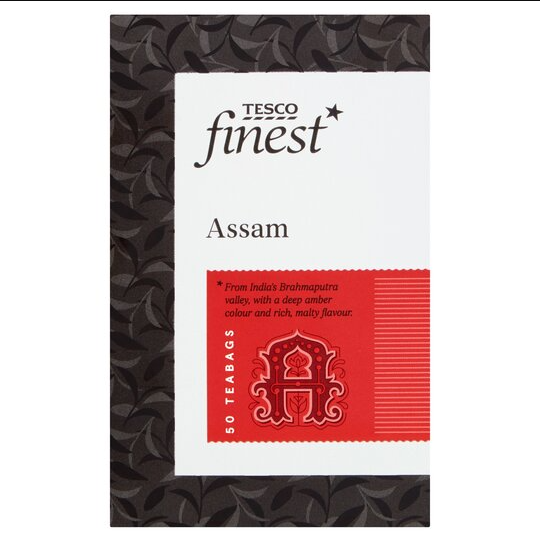 TESCO
finest*
Assam
* From India's Brahmaputra
valley, with a deep amber
colour and rich, malty flavour.
50 TEABAGS
A